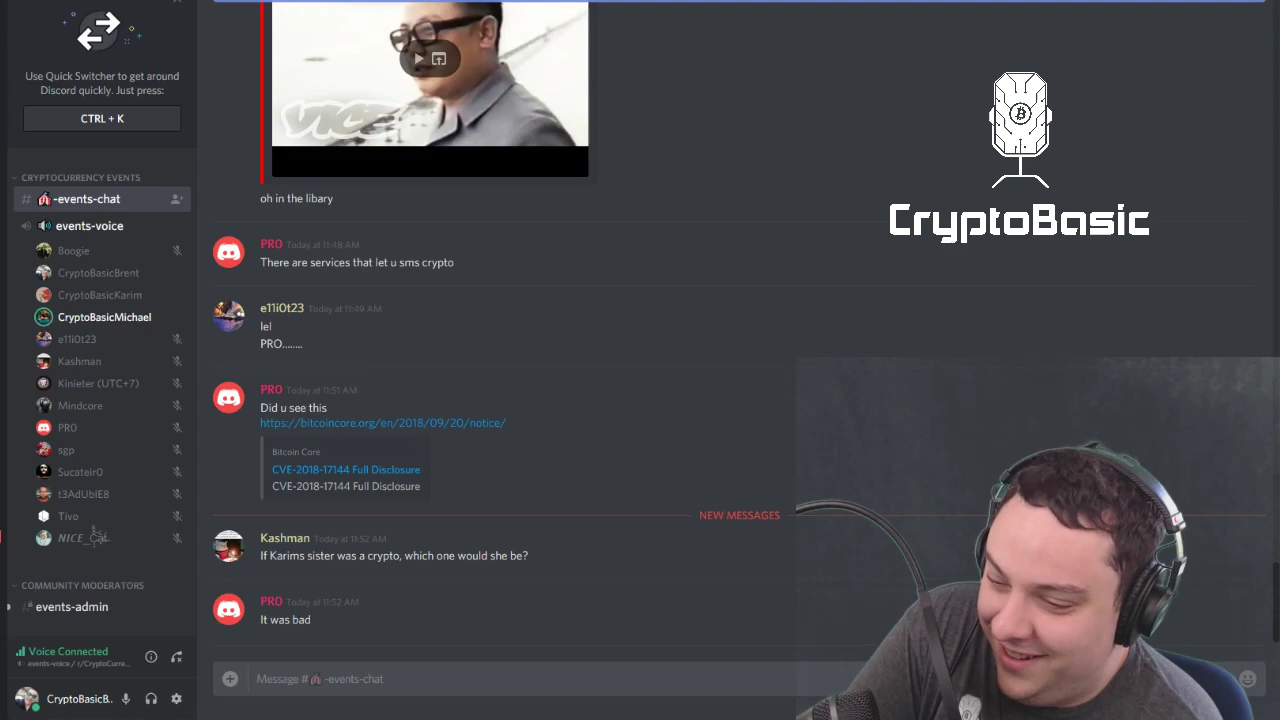 Use Quick Switcher to get around
Discord quickly. Just press:
CTRL + K
CRYPTOCURRENCY EVENTS
# -events-chat
events-voice
Boogie
CryptoBasicBrent
CryptoBasicKarim
CryptoBasicMichael
e11i0t23
Kashman
Kinieter (UTC+7)
Mindcore
PRO
sgp
Sucateir0
t3AdUbIE8
Tivo
NICE_Cat
COMMUNITY MODERATORS
# events-admin
Voice Connected
events-voice / r/CryptoCurre...
CryptoBasicB..
VICE
oh in the libary
PRO Today at 11:48 AM
There are services that let u sms crypto
e11i0t23 Today at 11:49 AM
lel
PRO........
PRO Today at 11:51 AM
Did u see this
https://bitcoincore.org/en/2018/09/20/notice/
Bitcoin Core
CVE-2018-17144 Full Disclosure
CVE-2018-17144 Full Disclosure
NEW MESSAGES
Kashman Today at 11:52 AM
If Karims sister was a crypto, which one would she be?
PRO Today at 11:52 AM
It was bad
Message # -events-chat
CryptoBasic